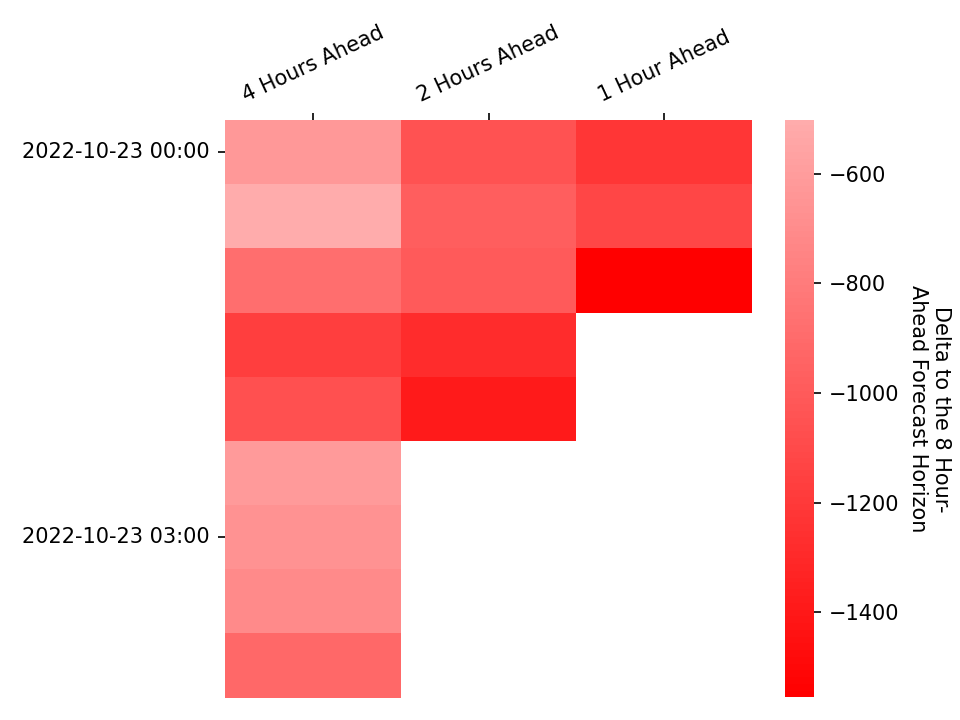 4 Hours Ahead
2 Hours Ahead
1 Hour Ahead
2022-10-23 00:00
2022-10-23 03:00
−600
−800
−1000
−1200
−1400
Delta to the 8 Hour-
Ahead Forecast Horizon